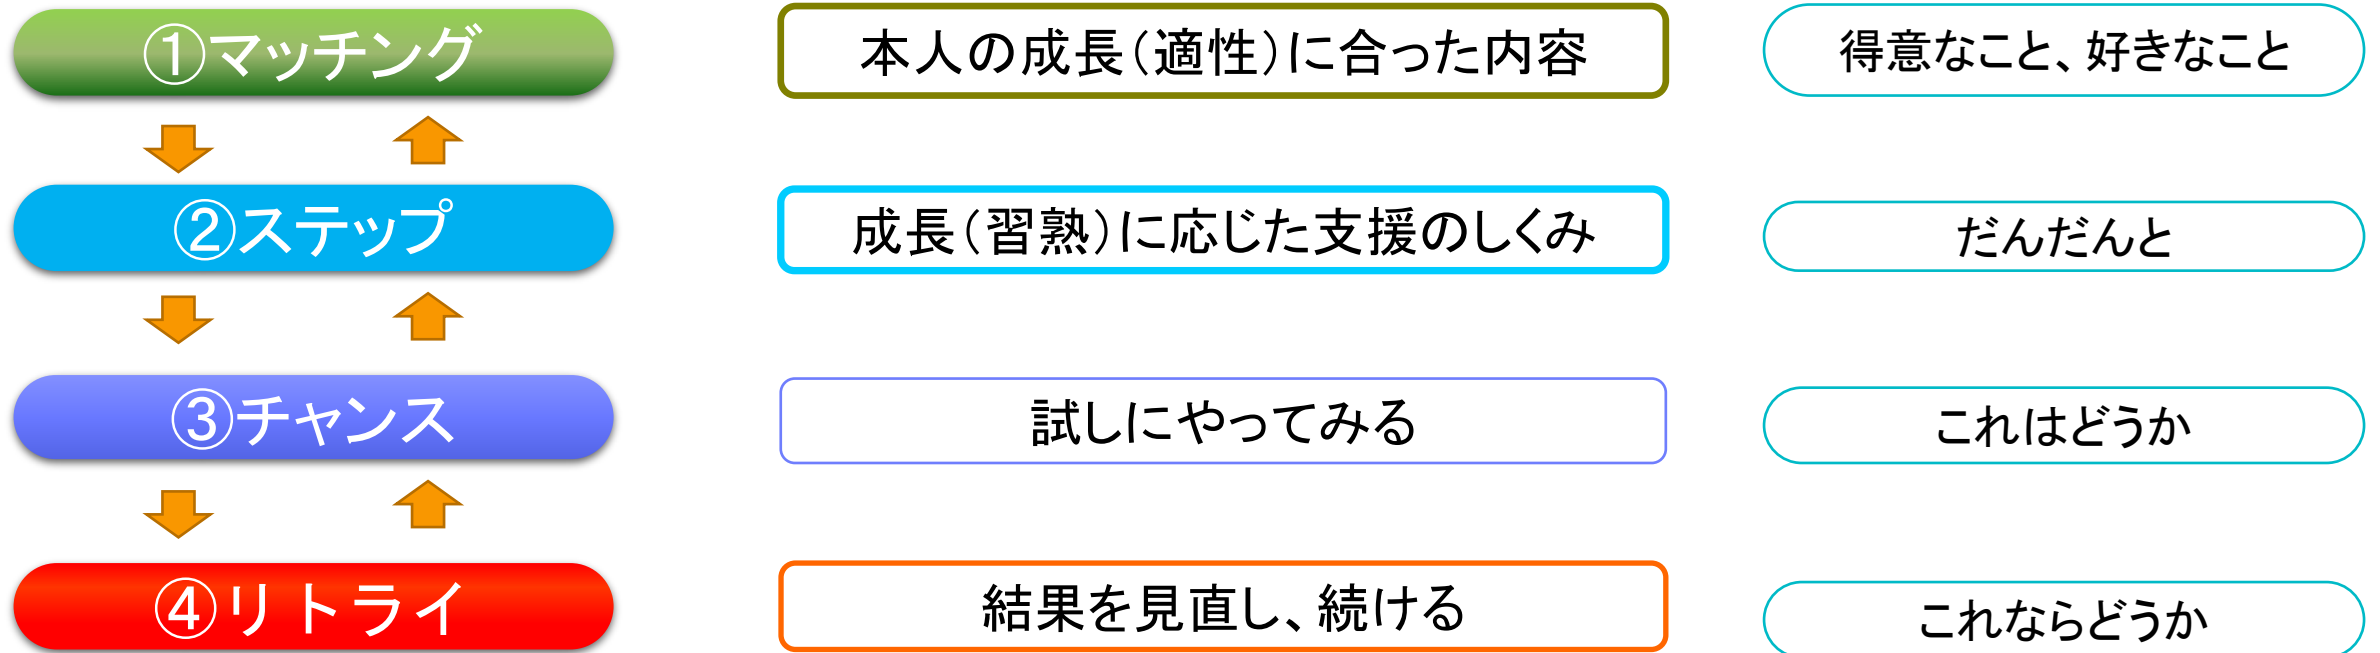 ①マッチング
本人の成長（適性）に合った内容
得意なこと、好きなこと
②ステップ
成長（習熟）に応じた支援のしくみ
だんだんと
③チャンス
試しにやってみる
これはどうか
④リトライ
結果を見直し、続ける
これならどうか